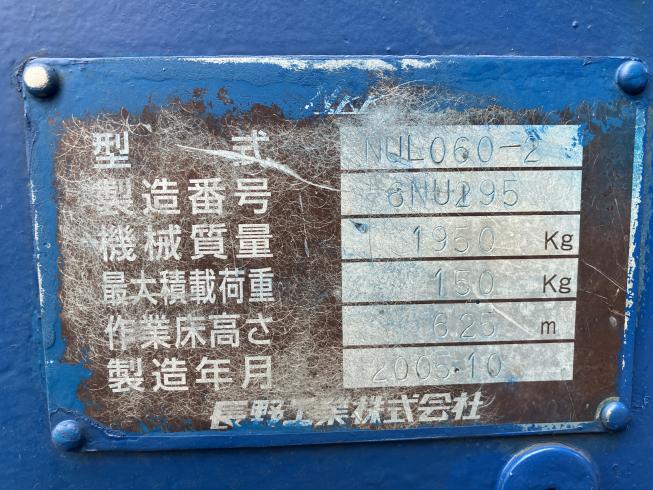 型式 NUL060-2
製造番号 6NU195
機械質量 1950 Kg
最大積載荷重 150 Kg
作業床高さ 6.25 m
製造年月 2005.10
長野工業株式会社